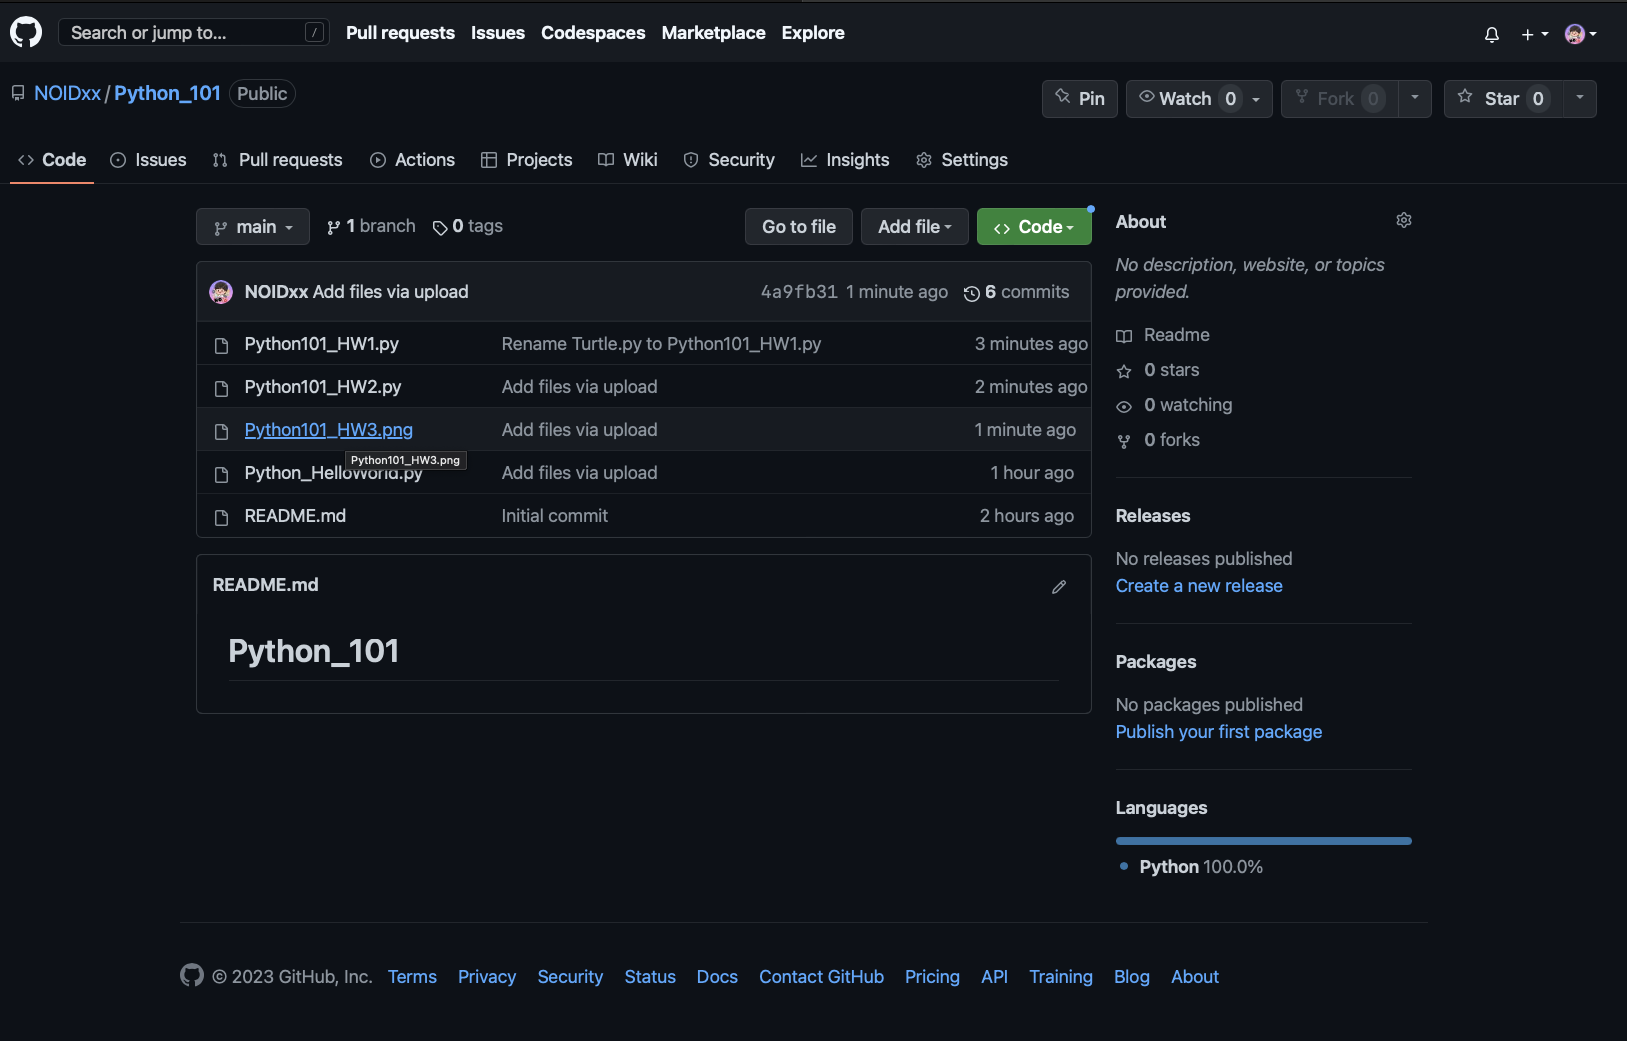 Search or jump to... / Pull requests Issues Codespaces Marketplace Explore
NOIDxx / Python_101 Public Pin Watch 0 Fork 0 Star 0
Code Issues Pull requests Actions Projects Wiki Security Insights Settings
main 1 branch 0 tags Go to file Add file Code
NOIDxx Add files via upload 4a9fb31 1 minute ago 6 commits
Python101_HW1.py Rename Turtle.py to Python101_HW1.py 3 minutes ago
Python101_HW2.py Add files via upload 2 minutes ago
Python101_HW3.png Add files via upload 1 minute ago
Python101_HW3.png
Python_HelloWorld.py Add files via upload 1 hour ago
README.md Initial commit 2 hours ago
README.md
Python_101
About
No description, website, or topics
provided.
Readme
0 stars
0 watching
0 forks
Releases
No releases published
Create a new release
Packages
No packages published
Publish your first package
Languages
Python 100.0%
© 2023 GitHub, Inc. Terms Privacy Security Status Docs Contact GitHub Pricing API Training Blog About